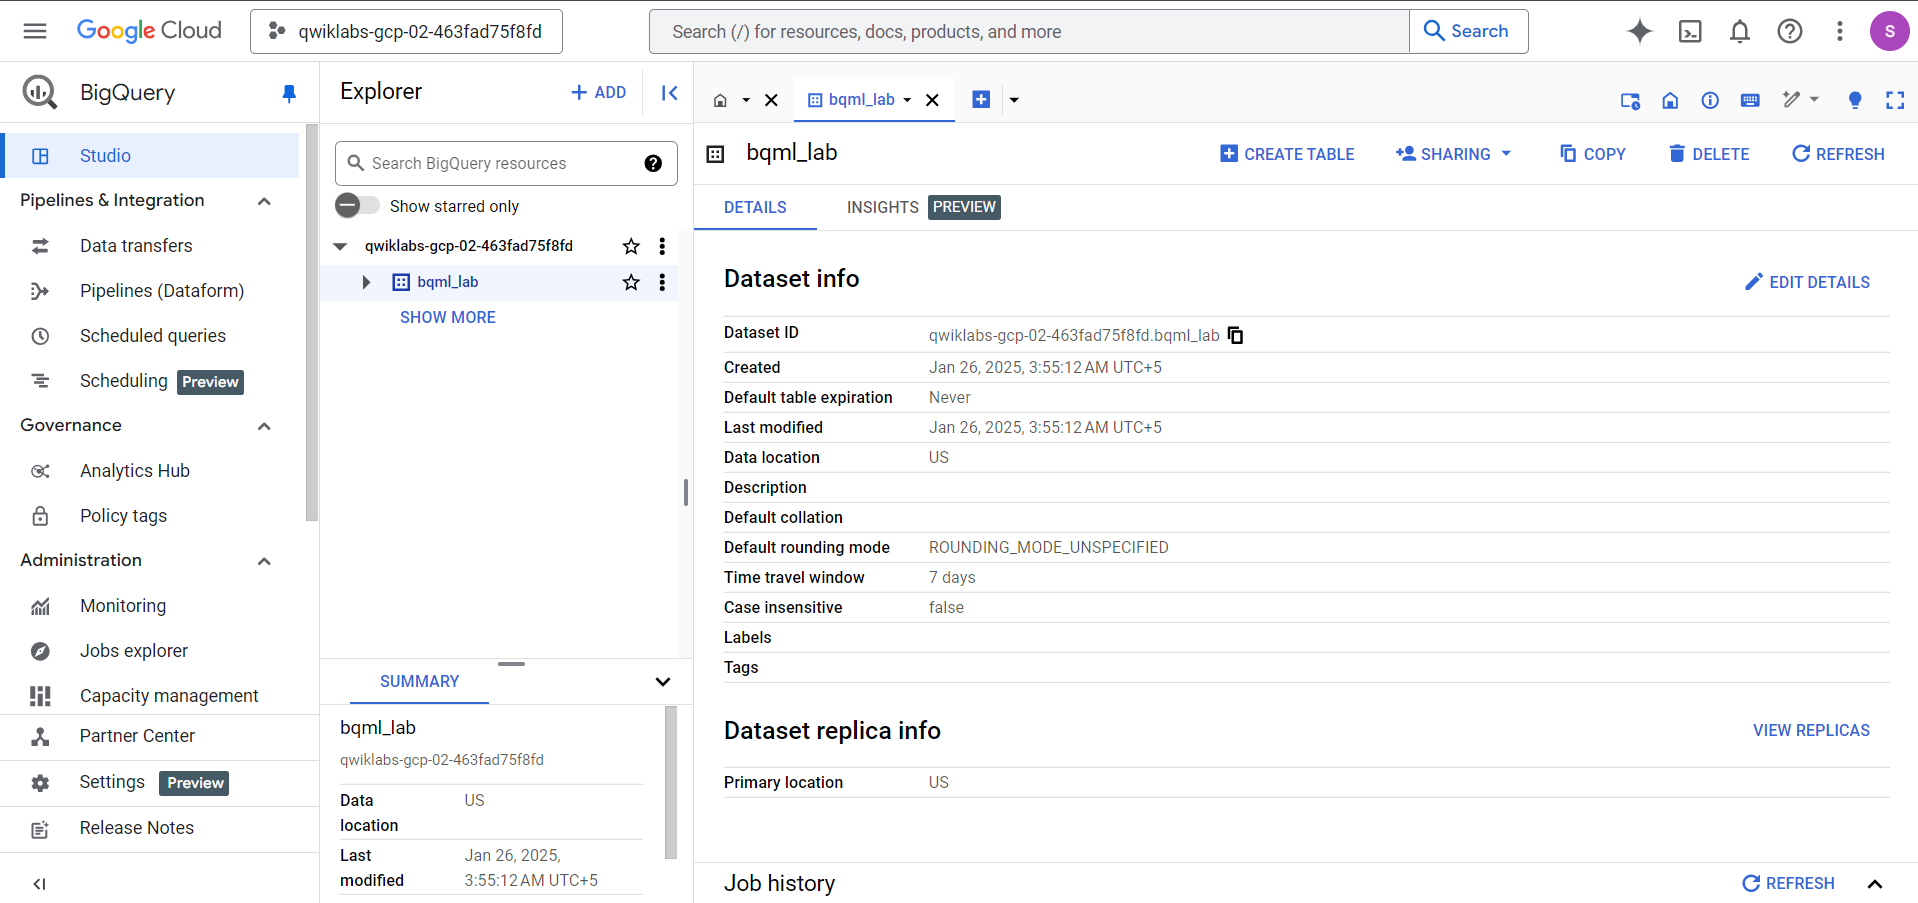 Google Cloud
qwiklabs-gcp-02-463fad75f8fd
Search (/) for resources, docs, products, and more
Search
S
BigQuery
Studio
Pipelines & Integration
Data transfers
Pipelines (Dataform)
Scheduled queries
Scheduling Preview
Governance
Analytics Hub
Policy tags
Administration
Monitoring
Jobs explorer
Capacity management
Partner Center
Settings Preview
Release Notes
Explorer
ADD
Search BigQuery resources
Show starred only
qwiklabs-gcp-02-463fad75f8fd
bqml_lab
SHOW MORE
SUMMARY
bqml_lab
qwiklabs-gcp-02-463fad75f8fd
Data location US
Last modified Jan 26, 2025, 3:55:12 AM UTC+5
bqml_lab
bqml_lab
CREATE TABLE
SHARING
COPY
DELETE
REFRESH
DETAILS
INSIGHTS PREVIEW
Dataset info
EDIT DETAILS
Dataset ID qwiklabs-gcp-02-463fad75f8fd.bqml_lab
Created Jan 26, 2025, 3:55:12 AM UTC+5
Default table expiration Never
Last modified Jan 26, 2025, 3:55:12 AM UTC+5
Data location US
Description
Default collation
Default rounding mode ROUNDING_MODE_UNSPECIFIED
Time travel window 7 days
Case insensitive false
Labels
Tags
Dataset replica info
VIEW REPLICAS
Primary location US
Job history
REFRESH